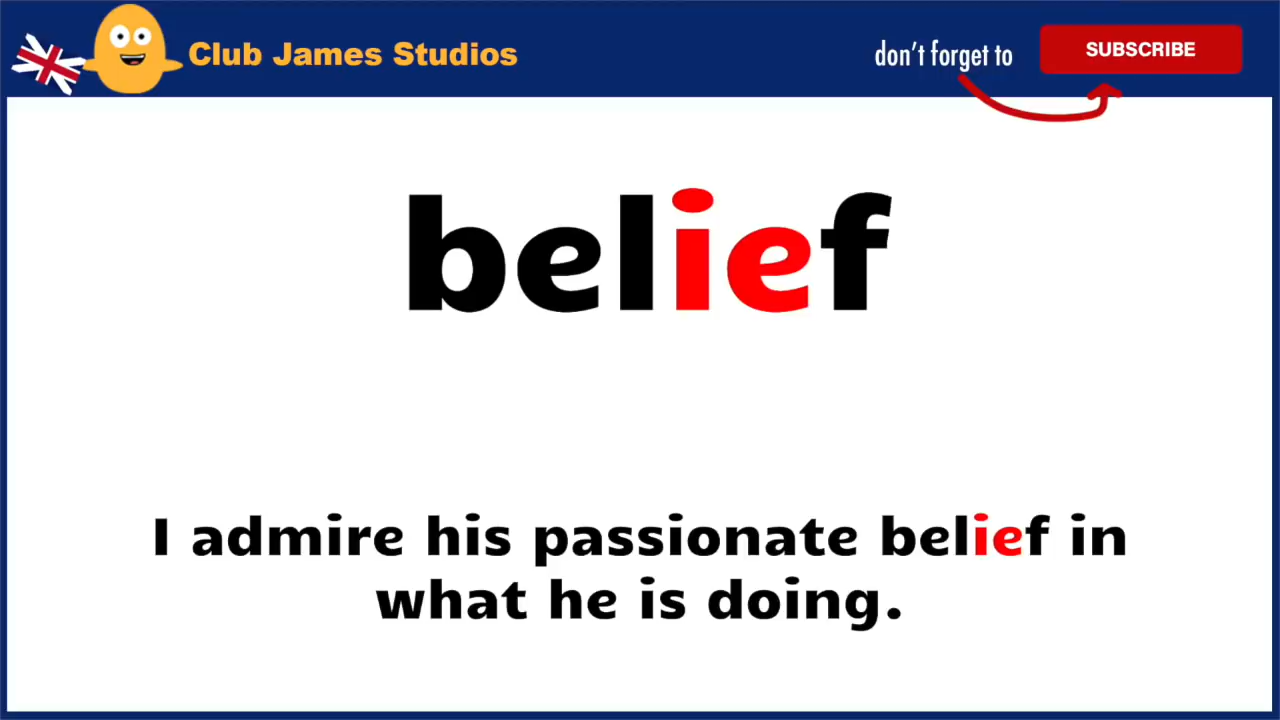 Club James Studios
don't forget to
SUBSCRIBE
belief
I admire his passionate belief in
what he is doing.